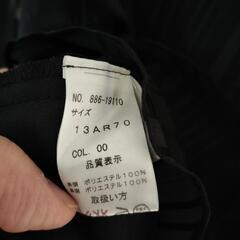 NO. 886-19110
サイズ
13AR70
COL. 00
品質表示
ポリエステル100%
ポリエステル100%
取扱い方